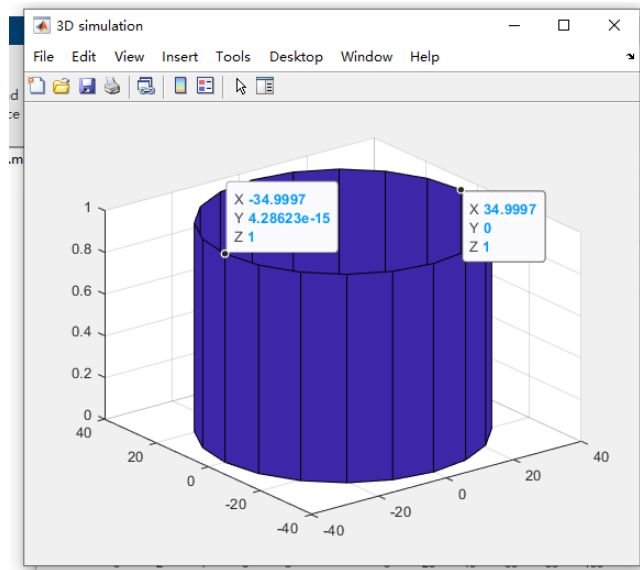 3D simulation
File Edit View Insert Tools Desktop Window Help
d
ce
.m
X -34.9997
Y 4.28623e-15
Z 1
X 34.9997
Y 0
Z 1
1
0.8
0.6
0.4
0.2
0
40
20
0
-20
-40
-40
-20
0
20
40